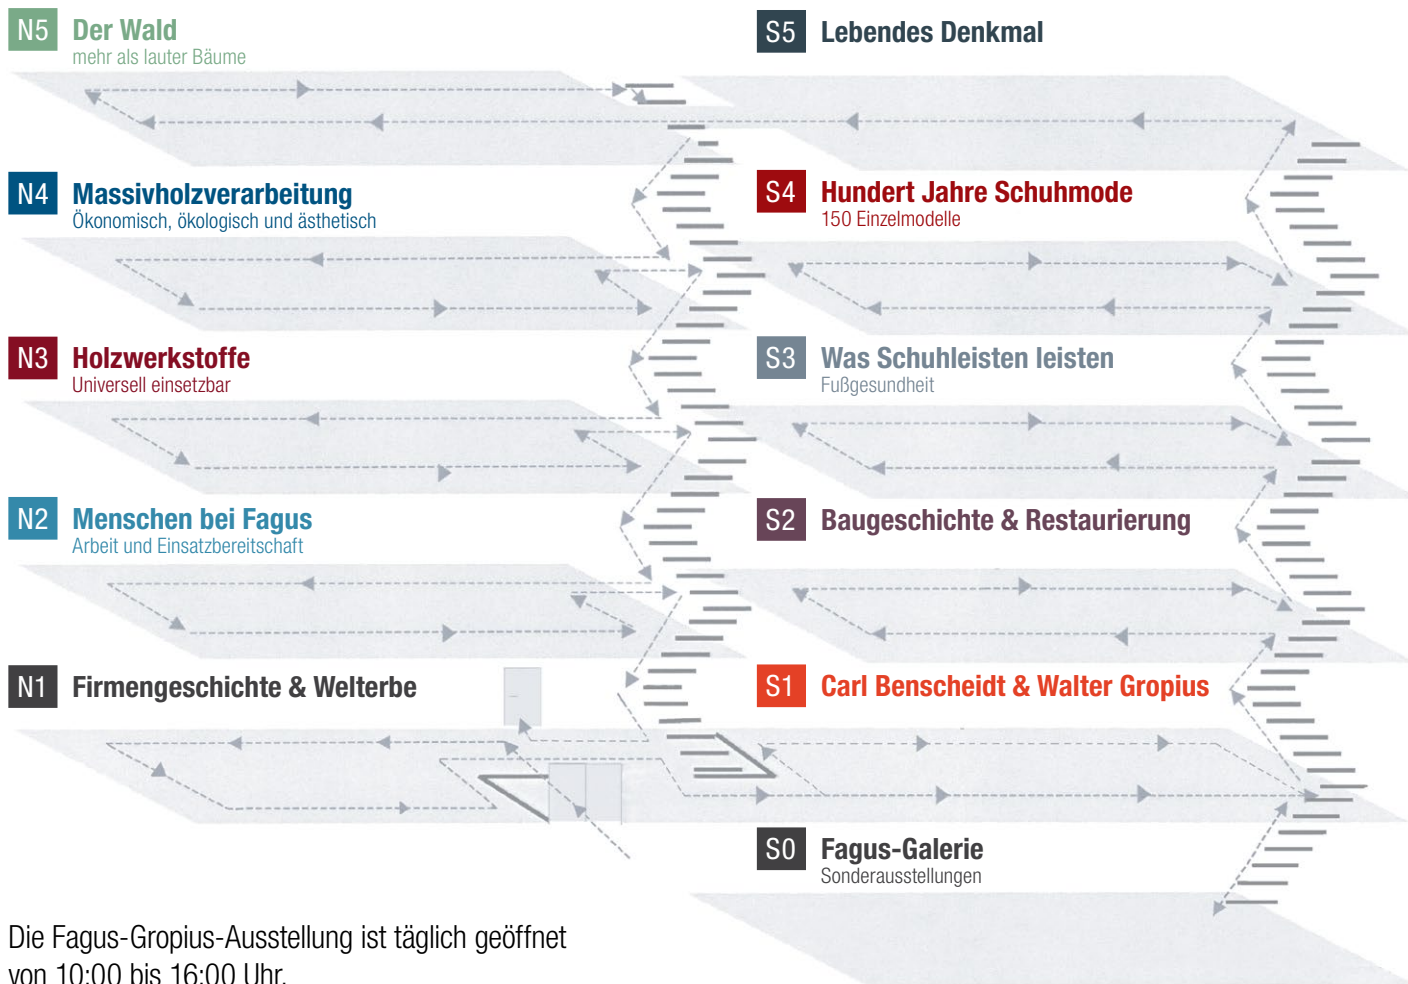 N5 Der Wald
mehr als lauter Bäume
S5 Lebendes Denkmal
N4 Massivholzverarbeitung
Ökonomisch, ökologisch und ästhetisch
S4 Hundert Jahre Schuhmode
150 Einzelmodelle
N3 Holzwerkstoffe
Universell einsetzbar
S3 Was Schuhleisten leisten
Fußgesundheit
N2 Menschen bei Fagus
Arbeit und Einsatzbereitschaft
S2 Baugeschichte & Restaurierung
N1 Firmengeschichte & Welterbe
S1 Carl Benscheidt & Walter Gropius
S0 Fagus-Galerie
Sonderausstellungen
Die Fagus-Gropius-Ausstellung ist täglich geöffnet
von 10:00 bis 16:00 Uhr.